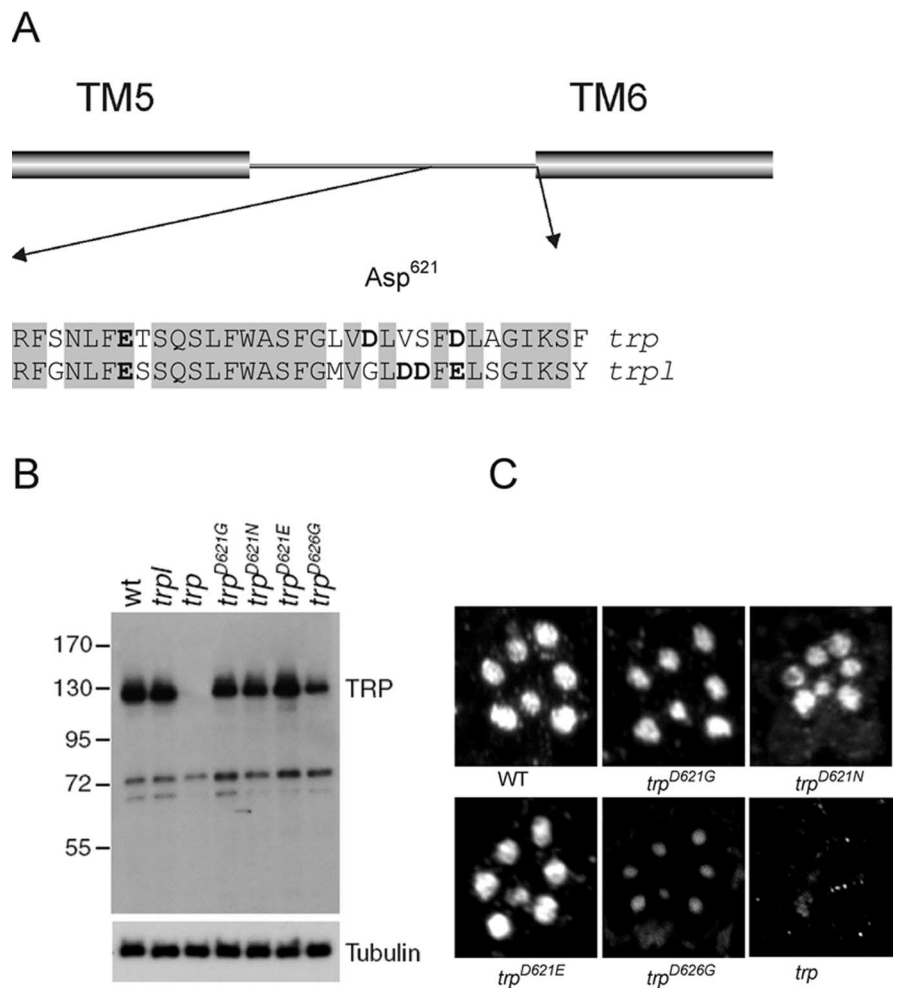 A
TM5 TM6
Asp621
RFSNLFETSQSLFWASFGLVDLVSFDLAGIKSF trp
RFGNLFESSQSLFWASFGMVGLDDFELSGIKSY trpl
B
wt trpl trp trpD621G trpD621N trpD621E trpD626G
170
130 TRP
95
72
55
Tubulin
C
WT trpD621G trpD621N
trpD621E trpD626G trp